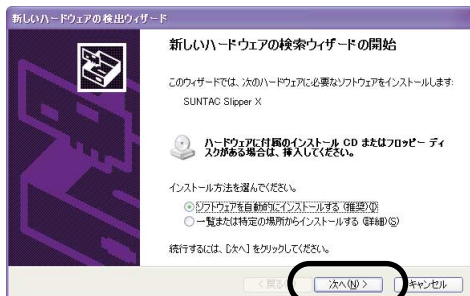 新しいハードウェアの検出ウィザード
新しいハードウェアの検索ウィザードの開始
このウィザードでは、次のハードウェアに必要なソフトウェアをインストールします:
SUNTAC Slipper X
ハードウェアに付属のインストール CD またはフロッピー ディ
スクがある場合は、挿入してください。
インストール方法を選んでください。
ソフトウェアを自動的にインストールする (推奨)(I)
一覧または特定の場所からインストールする (詳細)(S)
続行するには、[次へ] をクリックしてください。
< 戻る
次へ(N) >
キャンセル